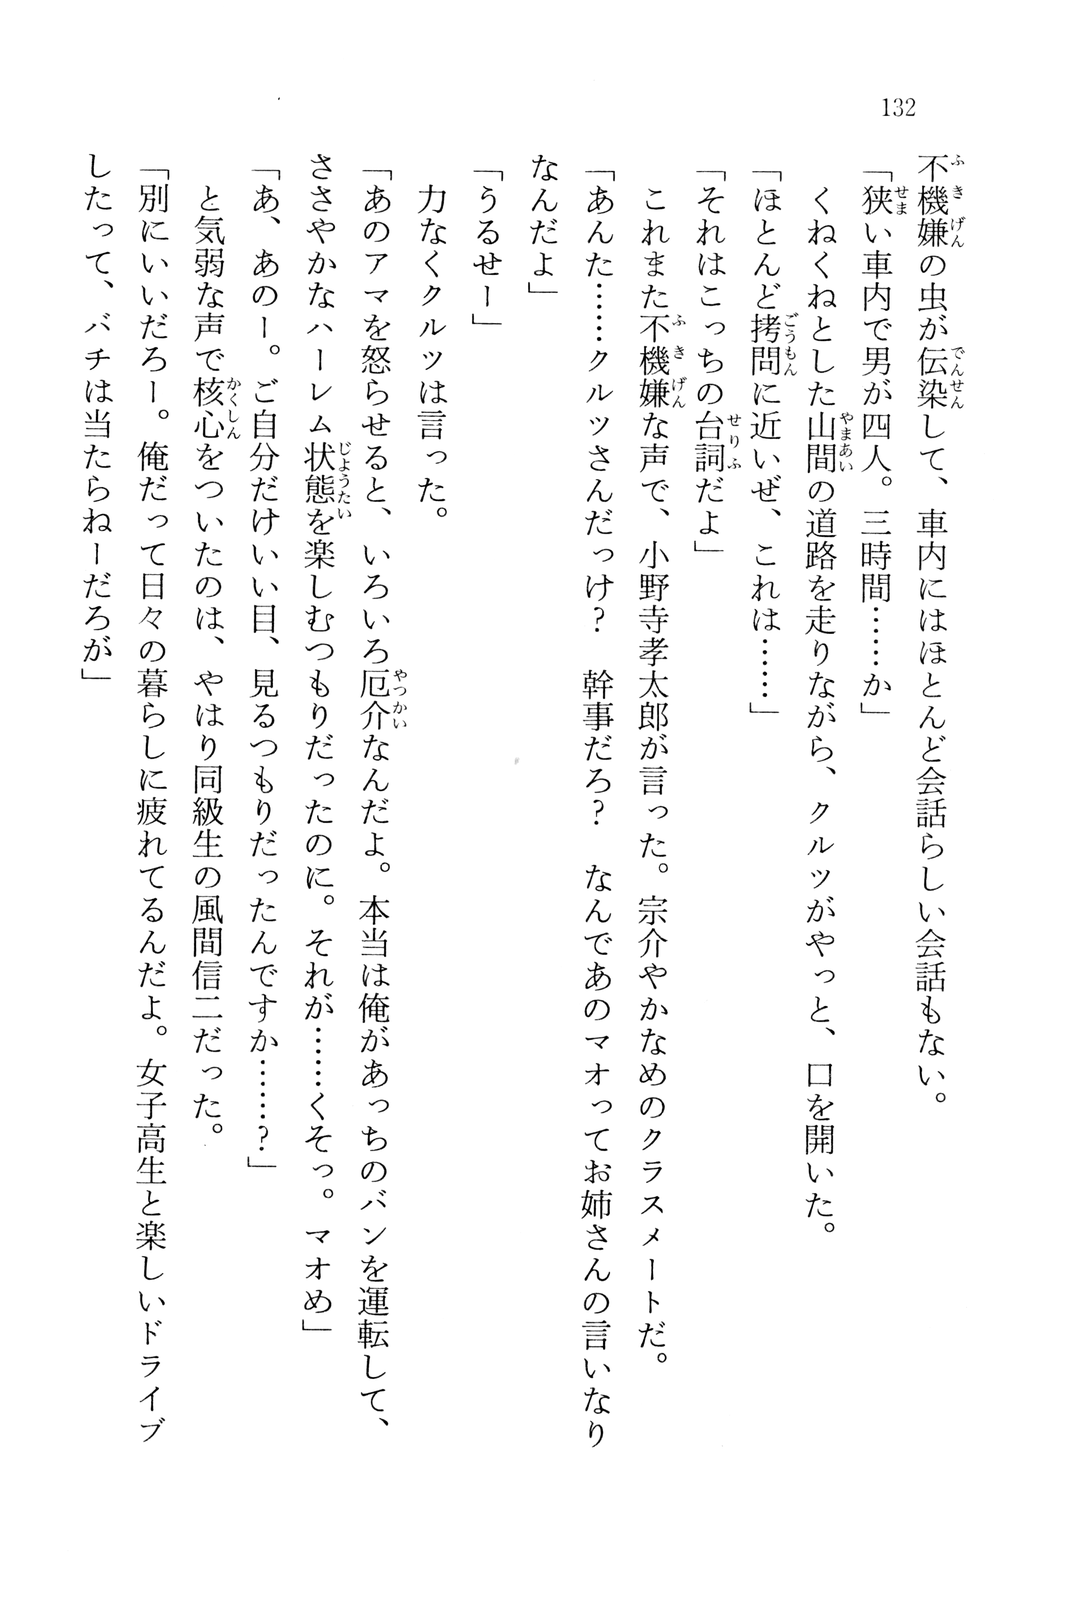 132
不機嫌の虫が伝染して、車内にはほとんど会話らしい会話もない。
「狭い車内で男が四人。三時間……か」
　くねくねとした山間の道路を走りながら、クルツがやっと、口を開いた。
「ほとんど拷問に近いぜ、これは……」
「それはこっちの台詞だよ」
　これまた不機嫌な声で、小野寺孝太郎が言った。宗介やかなめのクラスメートだ。
「あんた……クルツさんだっけ？　幹事だろ？　なんであのマオってお姉さんの言いなり
なんだよ」
「うるせー」
　力なくクルツは言った。
「あのアマを怒らせると、いろいろ厄介なんだよ。本当は俺があっちのバンを運転して、
ささやかなハーレム状態を楽しむつもりだったのに。それが……くそっ。マオめ」
「あ、あのー。ご自分だけいい目、見るつもりだったんですか……？」
　と気弱な声で核心をついたのは、やはり同級生の風間信二だった。
「別にいいだろー。俺だって日々の暮らしに疲れてるんだよ。女子高生と楽しいドライブ
したって、バチは当たらねーだろが」